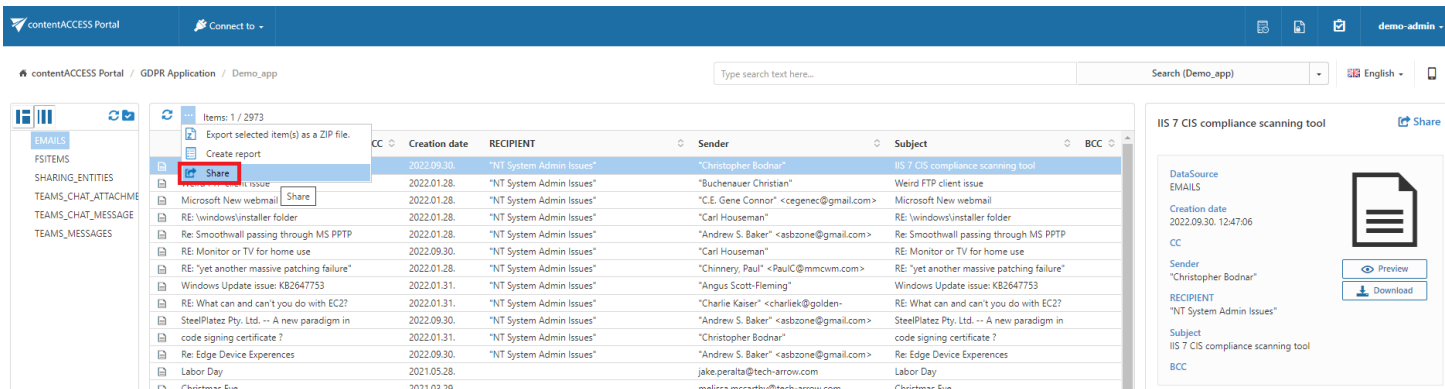 contentACCESS Portal
Connect to
demo-admin
contentACCESS Portal / GDPR Application / Demo_app
Type search text here...
Search (Demo_app)
English
Items: 1 / 2973
Export selected item(s) as a ZIP file.
Create report
Share
Share
EMAILS
FSITEMS
SHARING_ENTITIES
TEAMS_CHAT_ATTACHME
TEAMS_CHAT_MESSAGE
TEAMS_MESSAGES
CC Creation date RECIPIENT Sender Subject BCC
2022.09.30. "NT System Admin Issues" "Christopher Bodnar" IIS 7 CIS compliance scanning tool
Weird FTP client issue 2022.01.28. "NT System Admin Issues" "Buchenauer Christian" Weird FTP client issue
Microsoft New webmail 2022.01.28. "NT System Admin Issues" "C.E. Gene Connor" <cegenec@gmail.com> Microsoft New webmail
RE: \windows\installer folder 2022.01.28. "NT System Admin Issues" "Carl Houseman" RE: \windows\installer folder
Re: Smoothwall passing through MS PPTP 2022.01.28. "NT System Admin Issues" "Andrew S. Baker" <asbzone@gmail.com> Re: Smoothwall passing through MS PPTP
RE: Monitor or TV for home use 2022.09.30. "NT System Admin Issues" "Carl Houseman" RE: Monitor or TV for home use
RE: "yet another massive patching failure" 2022.01.28. "NT System Admin Issues" "Chinnery, Paul" <PaulC@mmcwm.com> RE: "yet another massive patching failure"
Windows Update issue: KB2647753 2022.01.31. "NT System Admin Issues" "Angus Scott-Fleming" Windows Update issue: KB2647753
RE: What can and can't you do with EC2? 2022.01.31. "NT System Admin Issues" "Charlie Kaiser" <charliek@golden- RE: What can and can't you do with EC2?
SteelPlatez Pty. Ltd. -- A new paradigm in 2022.09.30. "NT System Admin Issues" "Andrew S. Baker" <asbzone@gmail.com> SteelPlatez Pty. Ltd. -- A new paradigm in
code signing certificate ? 2022.01.31. "NT System Admin Issues" "Christopher Bodnar" code signing certificate ?
Re: Edge Device Experences 2022.09.30. "NT System Admin Issues" "Andrew S. Baker" <asbzone@gmail.com> Re: Edge Device Experences
Labor Day 2021.05.28. jake.peralta@tech-arrow.com Labor Day
Christmas Eve 2021.03.29. melissa.mccarthy@tech-arrow.com Christmas Eve
IIS 7 CIS compliance scanning tool
Share
DataSource
EMAILS
Creation date
2022.09.30. 12:47:06
CC
Sender
"Christopher Bodnar"
RECIPIENT
"NT System Admin Issues"
Subject
IIS 7 CIS compliance scanning tool
BCC
Preview
Download